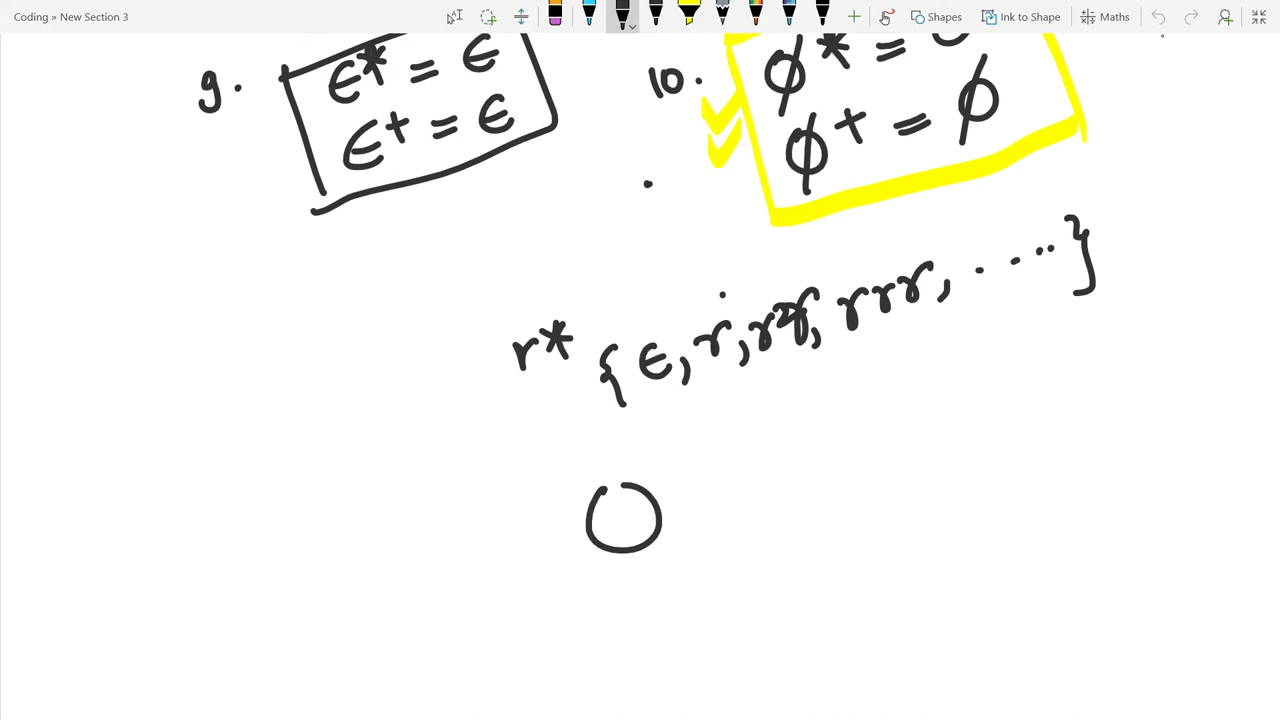 Coding » New Section 3
Shapes Ink to Shape Maths
9. ϵ* = ϵ
ϵ+ = ϵ
10. ϕ* =
ϕ+ = ϕ
r* { ϵ, r, rr, rrr, ..... }